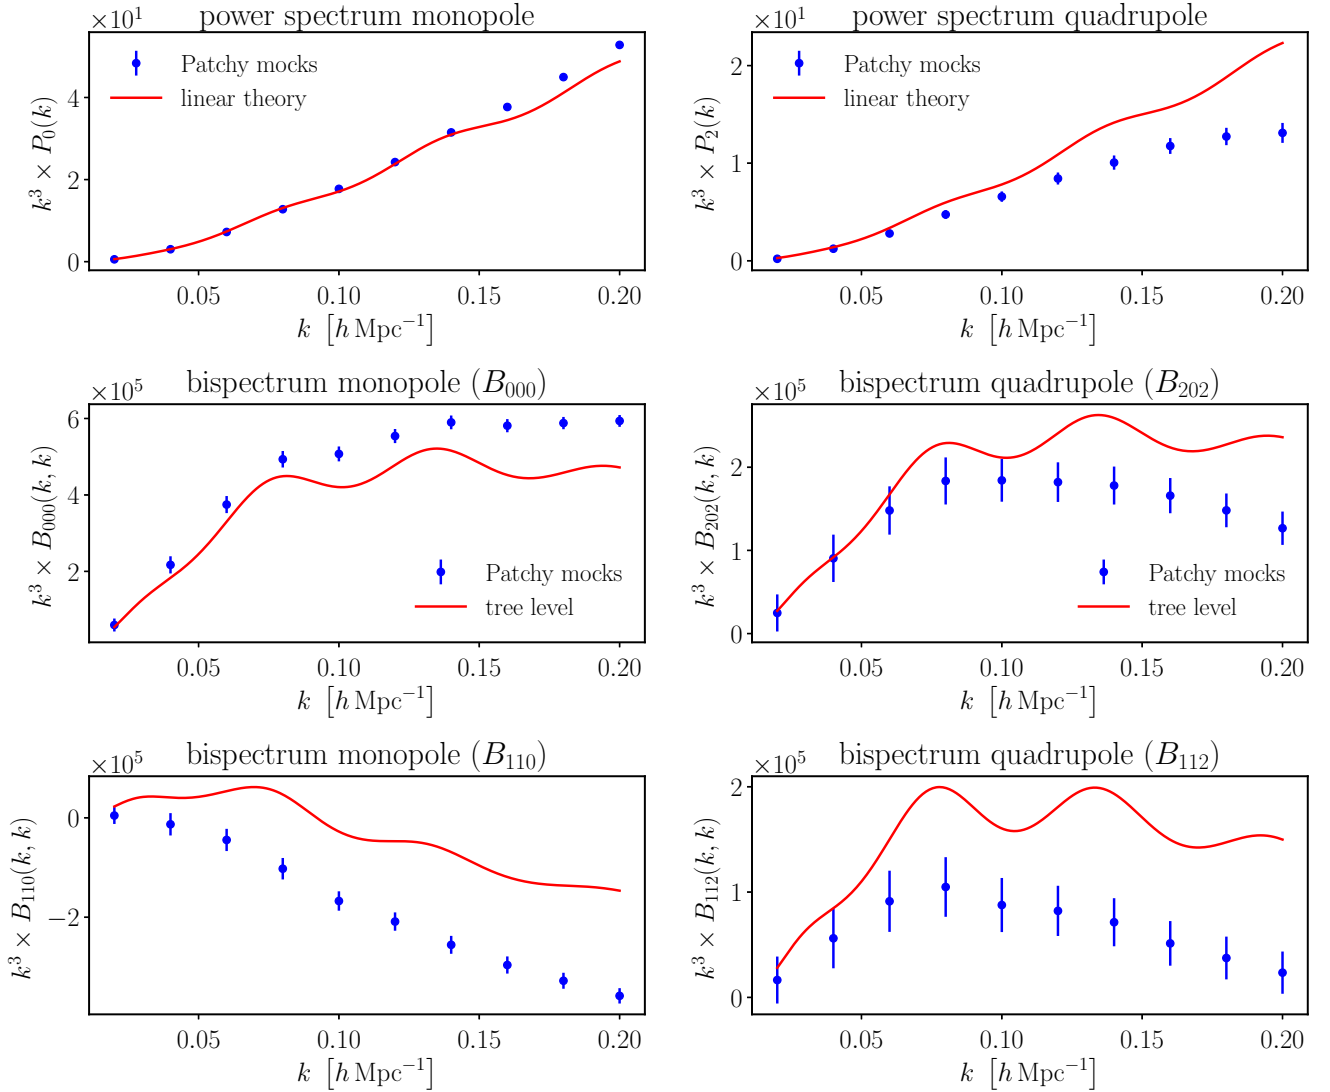 power spectrum monopole
×10¹
Patchy mocks
linear theory
k³ × P₀(k)
4
2
0
0.05 0.10 0.15 0.20
k [h Mpc⁻¹]
power spectrum quadrupole
×10¹
Patchy mocks
linear theory
k³ × P₂(k)
2
1
0
0.05 0.10 0.15 0.20
k [h Mpc⁻¹]
bispectrum monopole (B₀₀₀)
×10⁵
k³ × B₀₀₀(k, k)
6
4
2
Patchy mocks
tree level
0.05 0.10 0.15 0.20
k [h Mpc⁻¹]
bispectrum quadrupole (B₂₀₂)
×10⁵
k³ × B₂₀₂(k, k)
2
1
0
Patchy mocks
tree level
0.05 0.10 0.15 0.20
k [h Mpc⁻¹]
bispectrum monopole (B₁₁₀)
×10⁵
k³ × B₁₁₀(k, k)
0
−2
0.05 0.10 0.15 0.20
k [h Mpc⁻¹]
bispectrum quadrupole (B₁₁₂)
×10⁵
k³ × B₁₁₂(k, k)
2
1
0
0.05 0.10 0.15 0.20
k [h Mpc⁻¹]